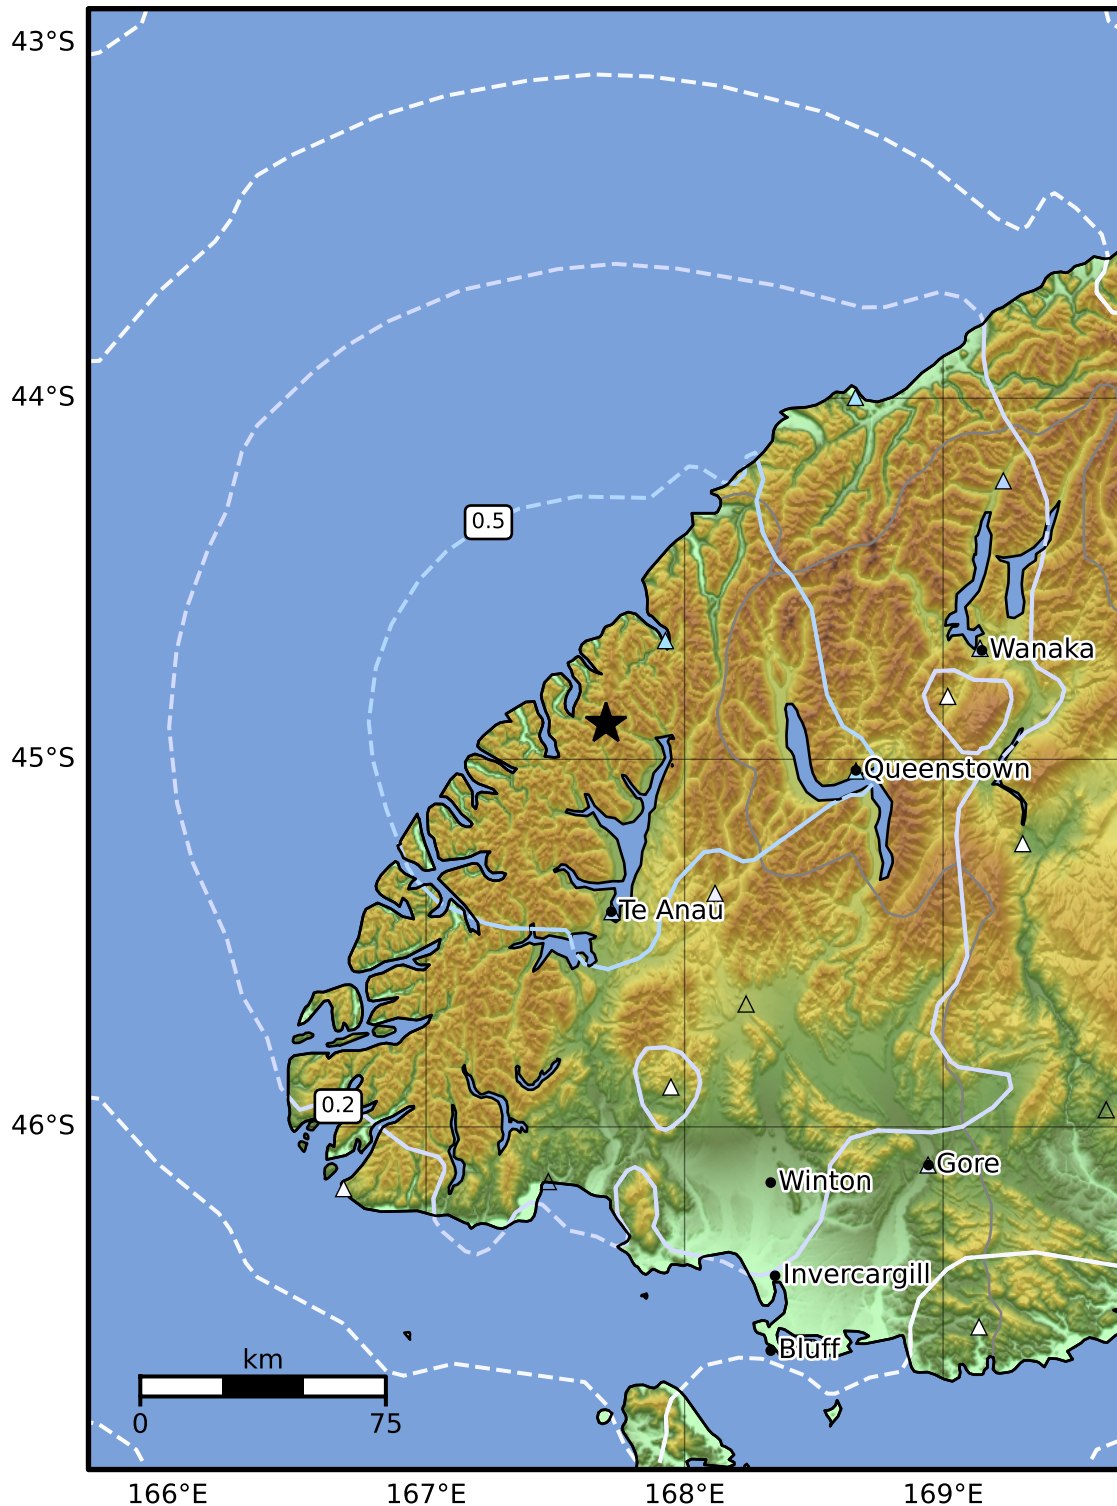 43°S
44°S
0.5
Wanaka
45°S
Queenstown
Te Anau
0.2
46°S
Gore
Winton
Invercargill
Bluff
km
0 75
166°E 167°E 168°E 169°E